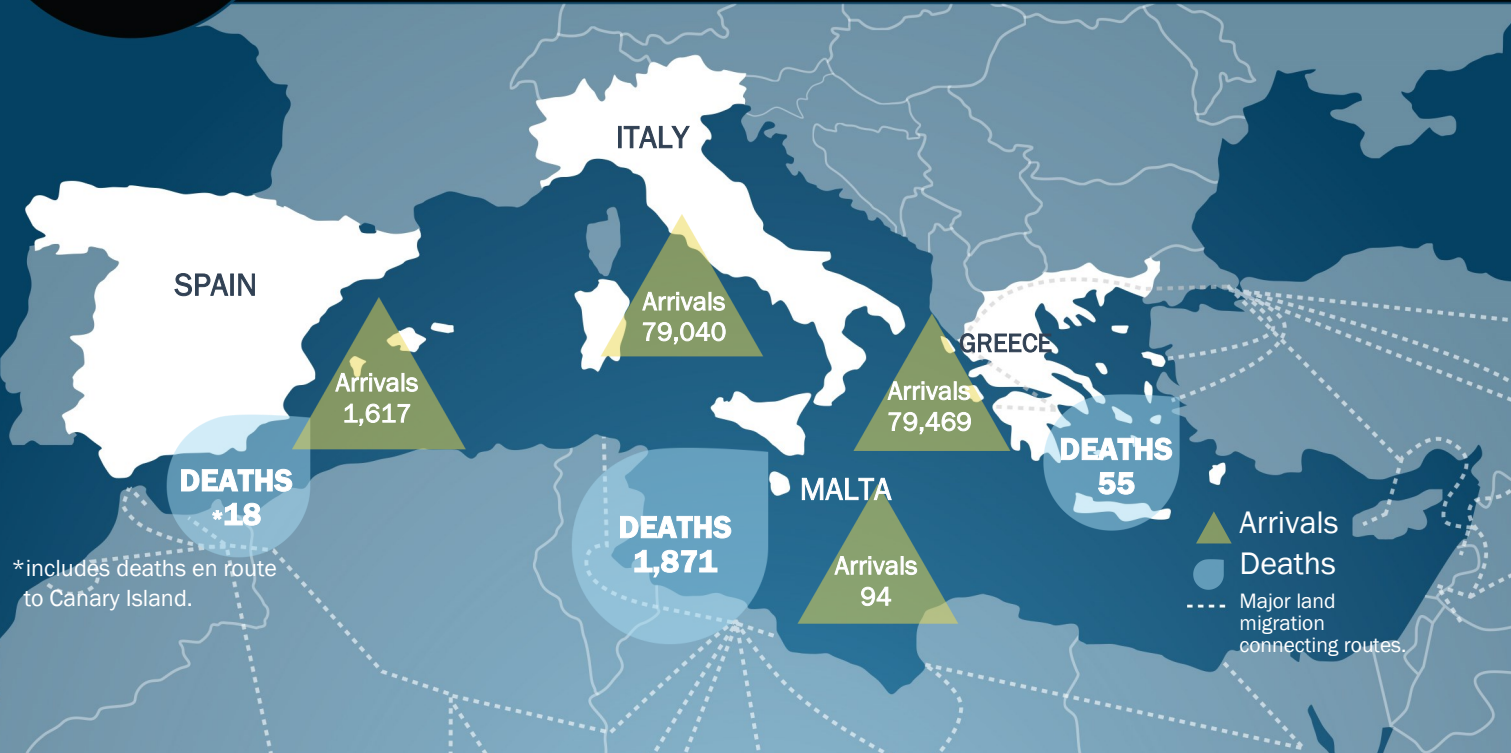 ITALY
SPAIN
Arrivals
79,040
GREECE
Arrivals
1,617
Arrivals
79,469
DEATHS
*18
DEATHS
55
MALTA
DEATHS
1,871
Arrivals
94
*includes deaths en route
to Canary Island.
Arrivals
Deaths
Major land
migration
connecting routes.